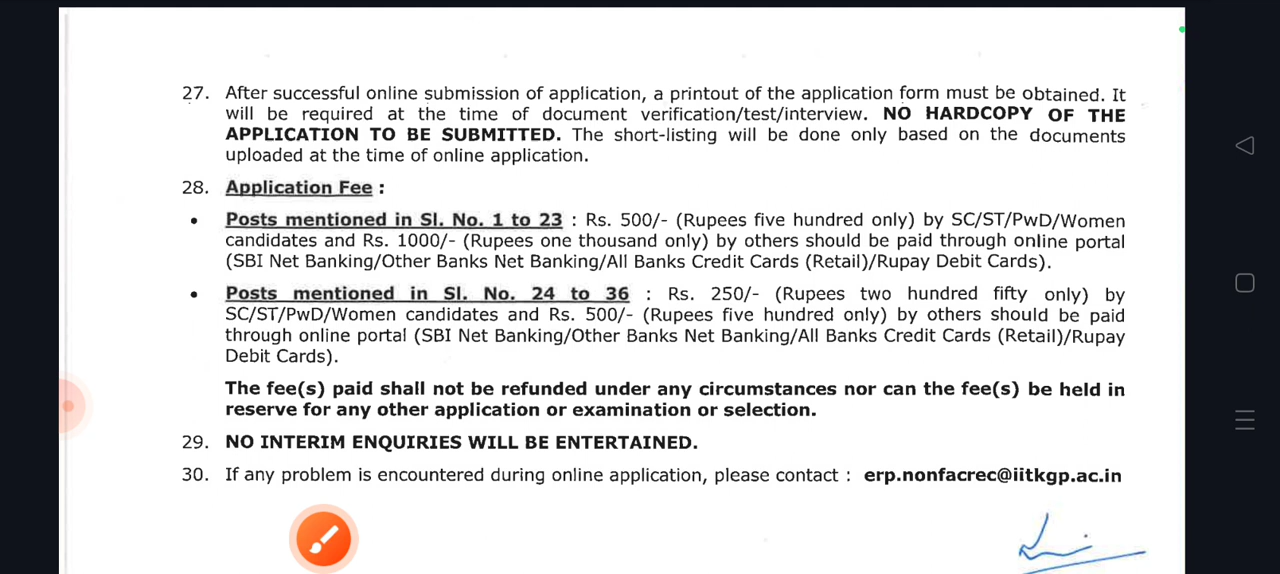 27. After successful online submission of application, a printout of the application form must be obtained. It
will be required at the time of document verification/test/interview. NO HARDCOPY OF THE
APPLICATION TO BE SUBMITTED. The short-listing will be done only based on the documents
uploaded at the time of online application.
28. Application Fee :
• Posts mentioned in Sl. No. 1 to 23 : Rs. 500/- (Rupees five hundred only) by SC/ST/PwD/Women
candidates and Rs. 1000/- (Rupees one thousand only) by others should be paid through online portal
(SBI Net Banking/Other Banks Net Banking/All Banks Credit Cards (Retail)/Rupay Debit Cards).
• Posts mentioned in Sl. No. 24 to 36 : Rs. 250/- (Rupees two hundred fifty only) by
SC/ST/PwD/Women candidates and Rs. 500/- (Rupees five hundred only) by others should be paid
through online portal (SBI Net Banking/Other Banks Net Banking/All Banks Credit Cards (Retail)/Rupay
Debit Cards).
The fee(s) paid shall not be refunded under any circumstances nor can the fee(s) be held in
reserve for any other application or examination or selection.
29. NO INTERIM ENQUIRIES WILL BE ENTERTAINED.
30. If any problem is encountered during online application, please contact : erp.nonfacrec@iitkgp.ac.in